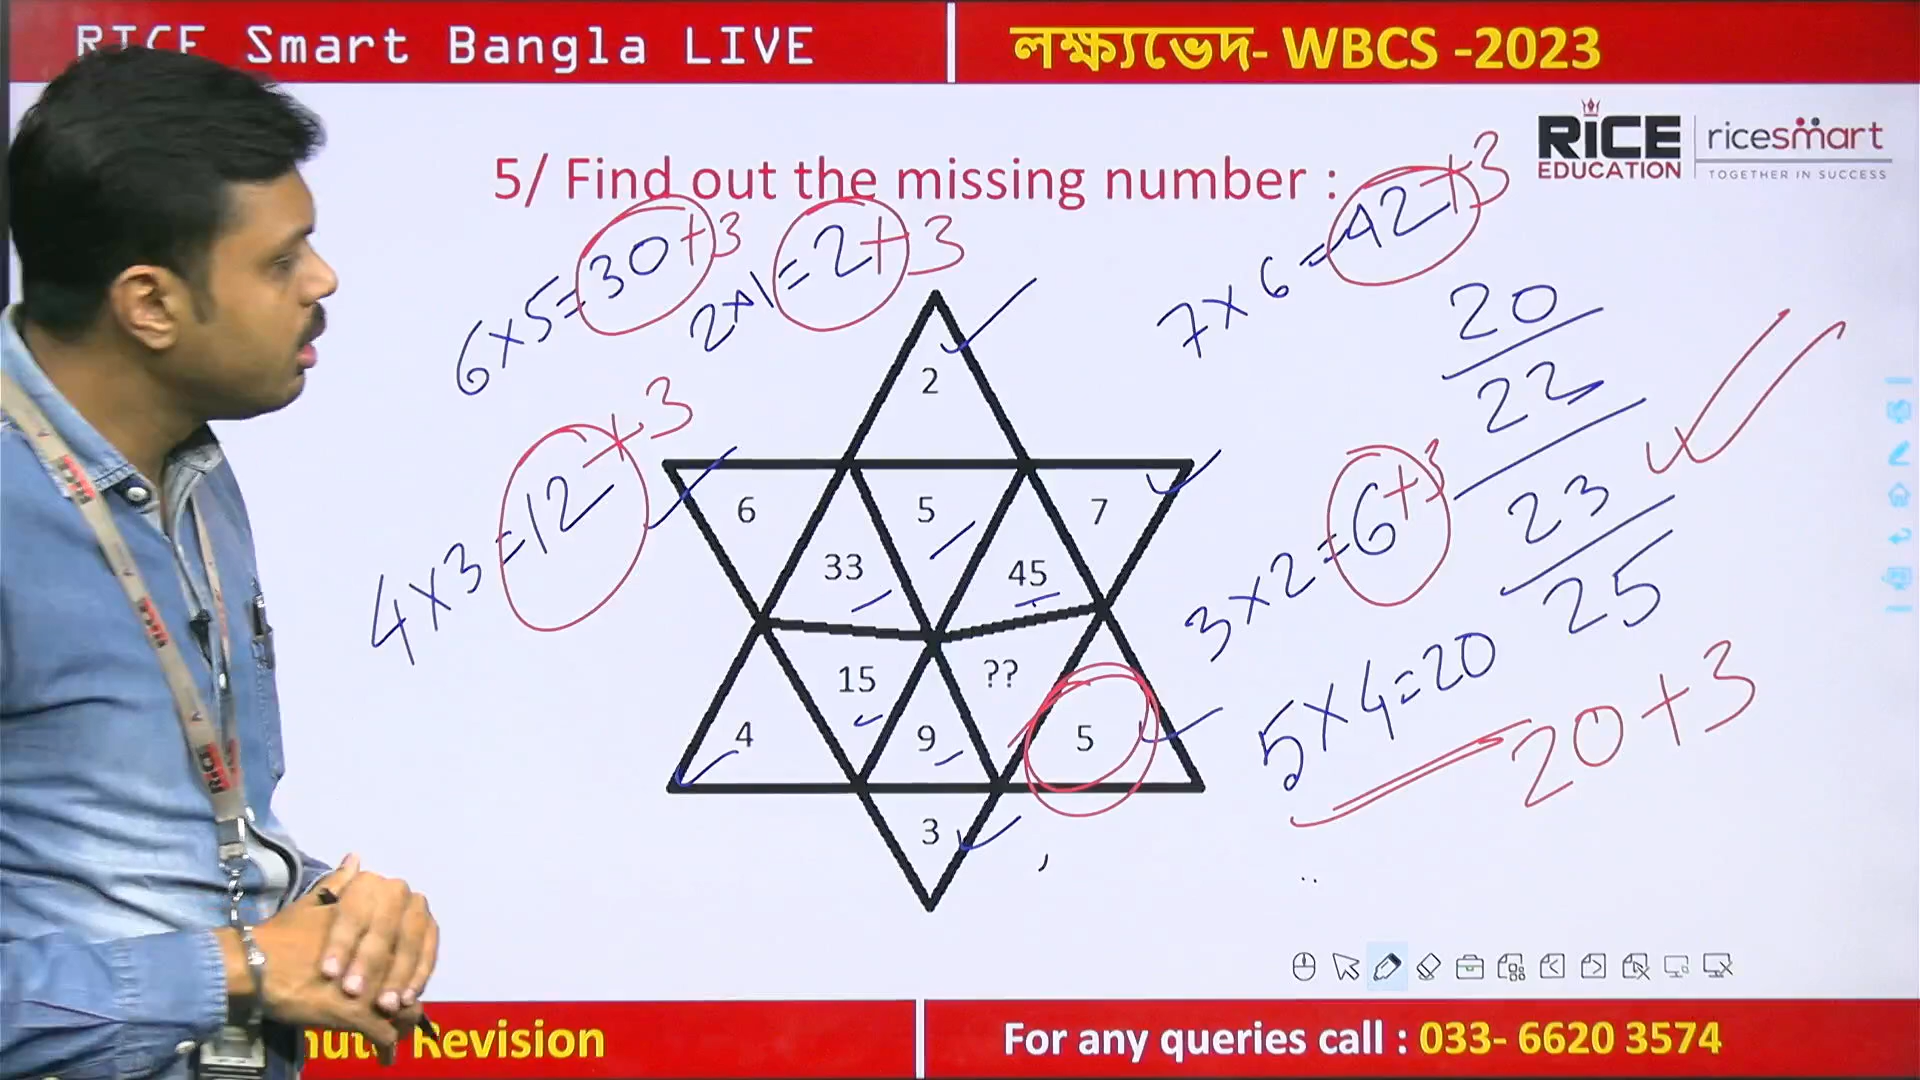 RICE Smart Bangla LIVE
লক্ষ্যভেদ- WBCS -2023
RICE EDUCATION
ricesmart
TOGETHER IN SUCCESS
5/ Find out the missing number :
6×5=30+3
2×1=2+3
7×6=42+3
20
22
23
25
4×3=12+3
3×2=6+3
5×4=20
20+3
2
6
5
7
33
45
15
??
4
9
5
3
Revision
For any queries call : 033- 6620 3574